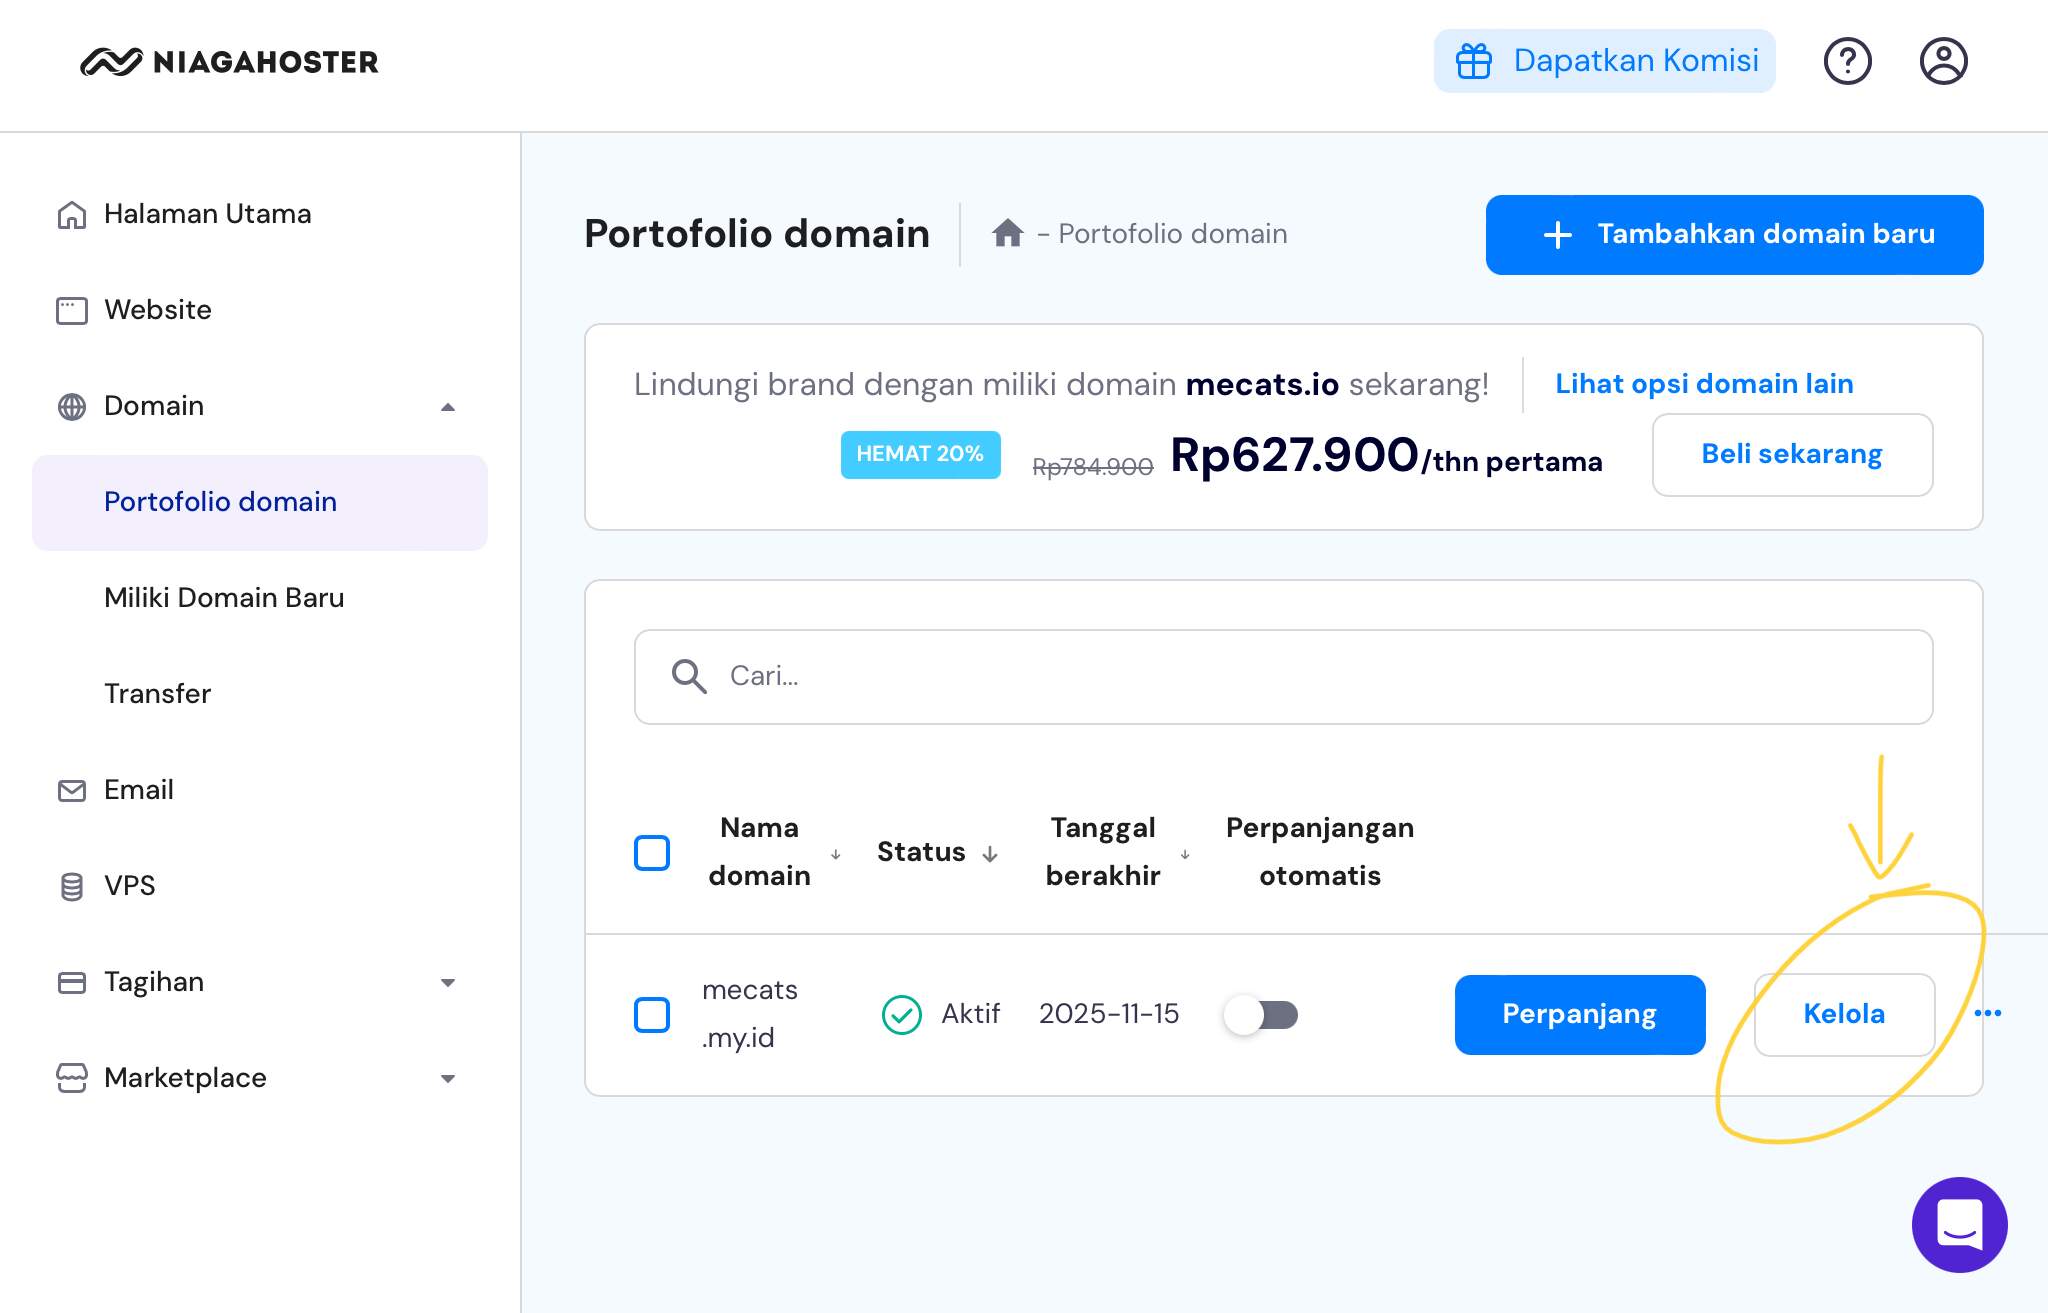 NIAGAHOSTER
Dapatkan Komisi
Halaman Utama
Website
Domain
Portofolio domain
Miliki Domain Baru
Transfer
Email
VPS
Tagihan
Marketplace
Portofolio domain
– Portofolio domain
+ Tambahkan domain baru
Lindungi brand dengan miliki domain mecats.io sekarang!
Lihat opsi domain lain
HEMAT 20%
Rp784.900 Rp627.900/thn pertama
Beli sekarang
Cari...
Nama
domain
Status
Tanggal
berakhir
Perpanjangan
otomatis
mecats
.my.id
Aktif
2025-11-15
Perpanjang
Kelola